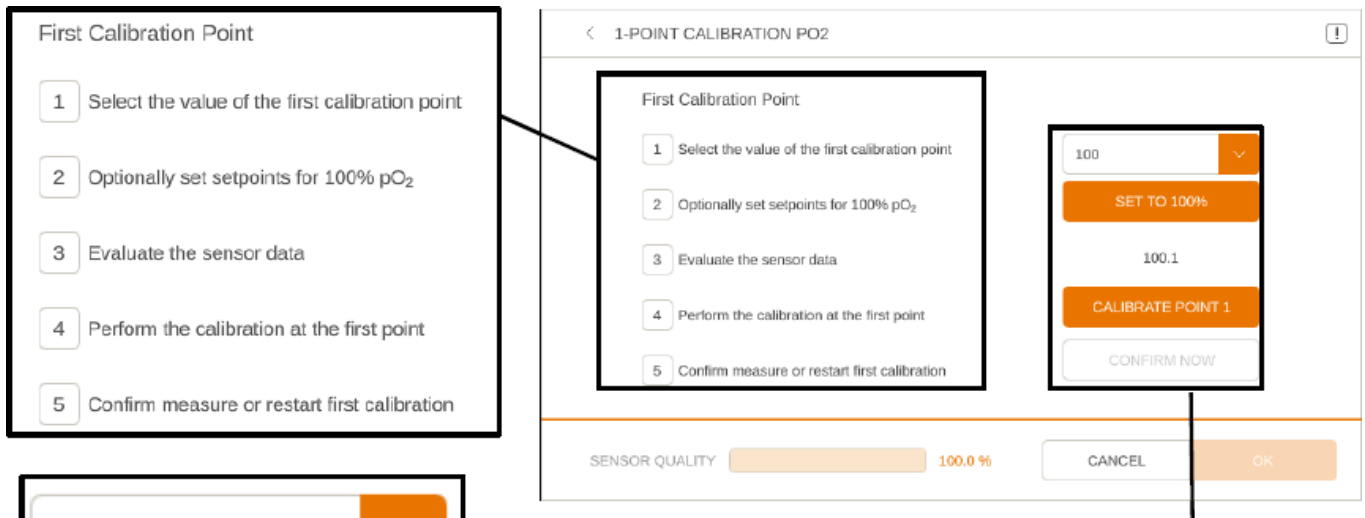 First Calibration Point
1 Select the value of the first calibration point
2 Optionally set setpoints for 100% pO₂
3 Evaluate the sensor data
4 Perform the calibration at the first point
5 Confirm measure or restart first calibration
< 1-POINT CALIBRATION PO2 !
First Calibration Point
1 Select the value of the first calibration point
100
2 Optionally set setpoints for 100% pO₂
SET TO 100%
3 Evaluate the sensor data
100.1
4 Perform the calibration at the first point
CALIBRATE POINT 1
5 Confirm measure or restart first calibration
CONFIRM NOW
SENSOR QUALITY 100.0 %
CANCEL
OK